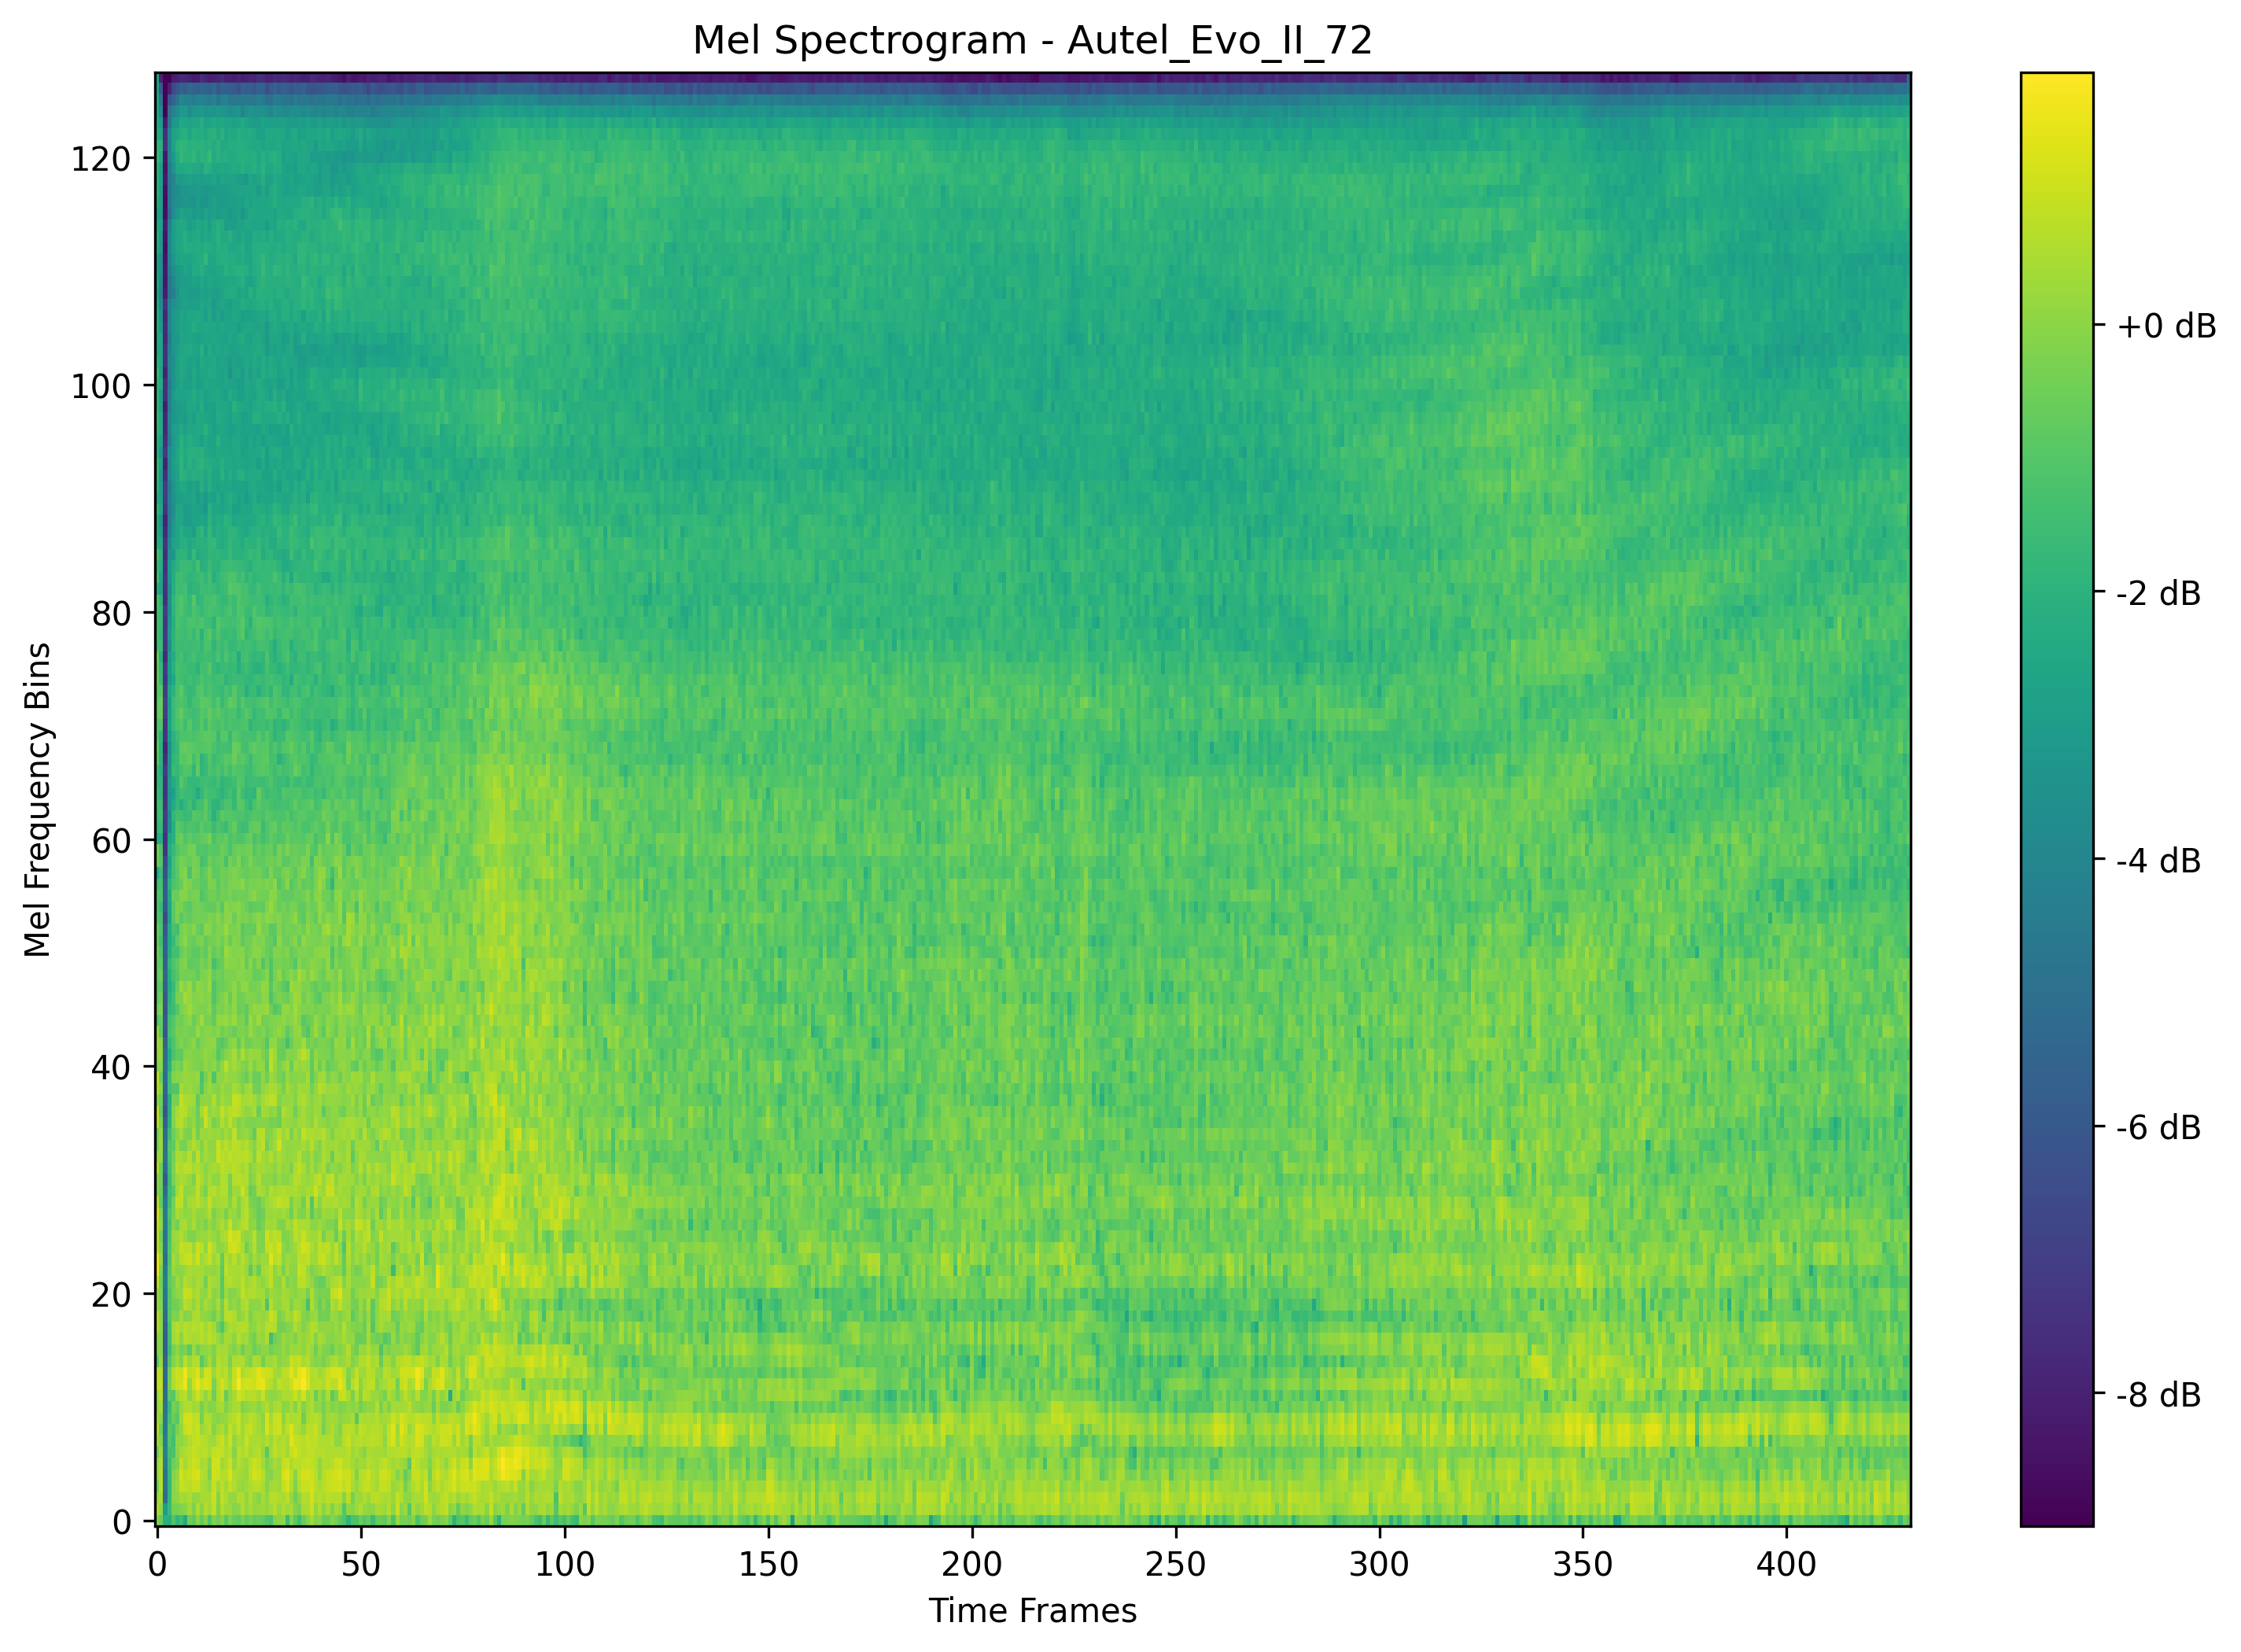 Mel Spectrogram - Autel_Evo_II_72
120
100
80
60
40
20
0
Mel Frequency Bins
0 50 100 150 200 250 300 350 400
Time Frames
+0 dB
-2 dB
-4 dB
-6 dB
-8 dB